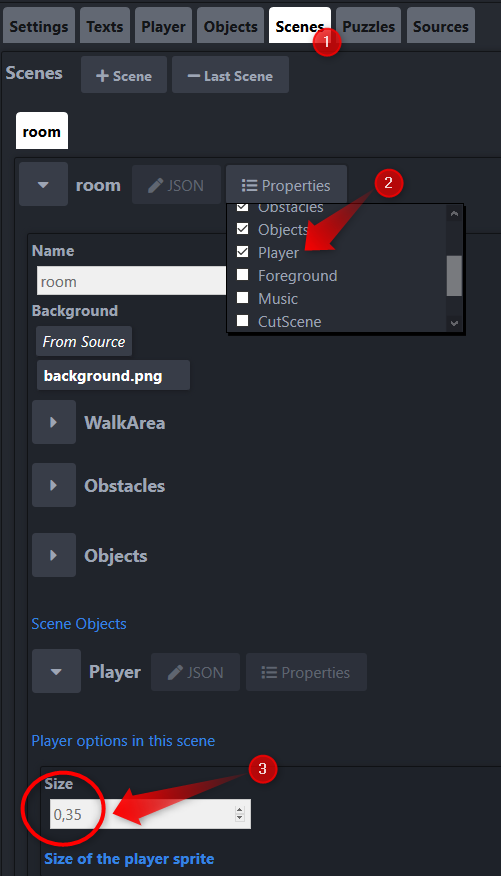 Settings Texts Player Objects Scenes Puzzles Sources
1
Scenes + Scene − Last Scene
room
room JSON Properties
2
Obstacles
Objects
Player
Foreground
Music
CutScene
Name
room
Background
From Source
background.png
WalkArea
Obstacles
Objects
Scene Objects
Player JSON Properties
Player options in this scene
3
Size
0,35
Size of the player sprite